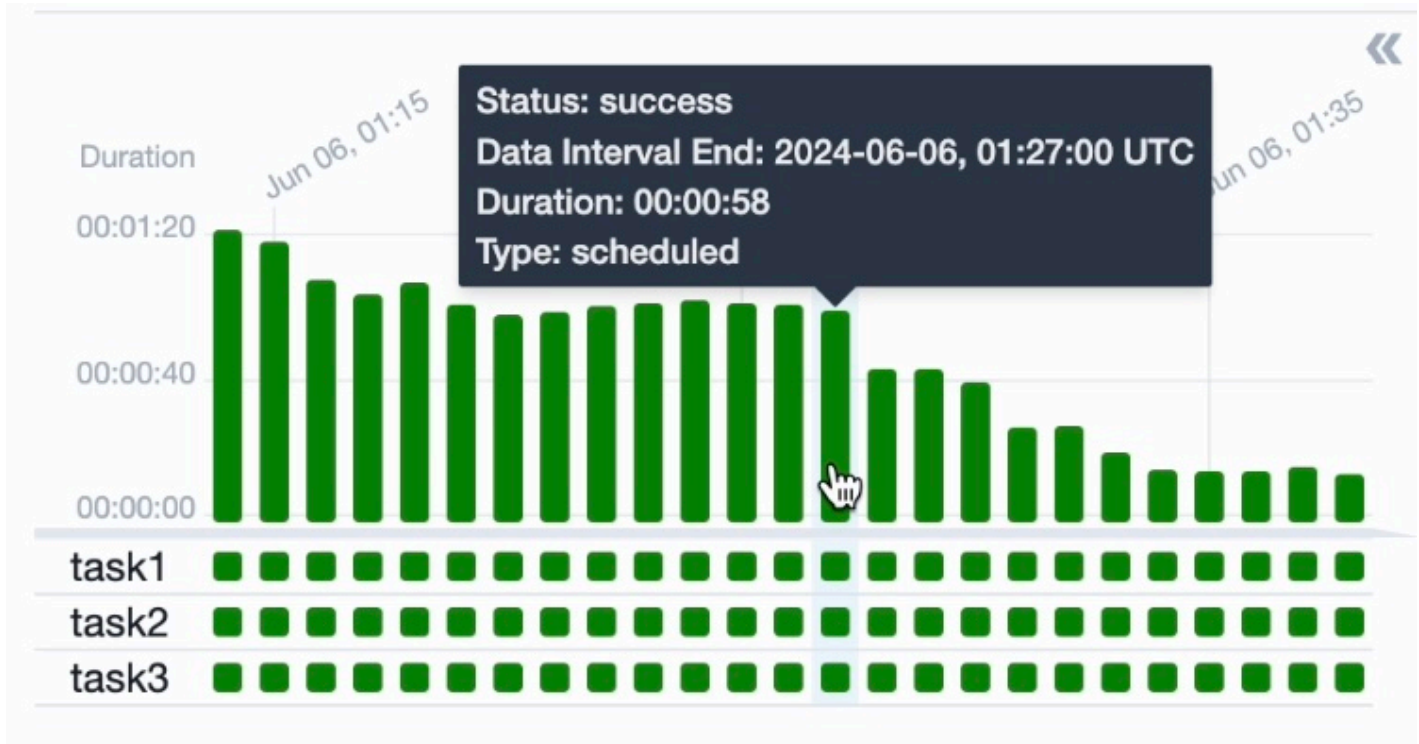 «
Status: success
Data Interval End: 2024-06-06, 01:27:00 UTC
Duration: 00:00:58
Type: scheduled
Jun 06, 01:15
un 06, 01:35
Duration
00:01:20
00:00:40
00:00:00
task1
task2
task3